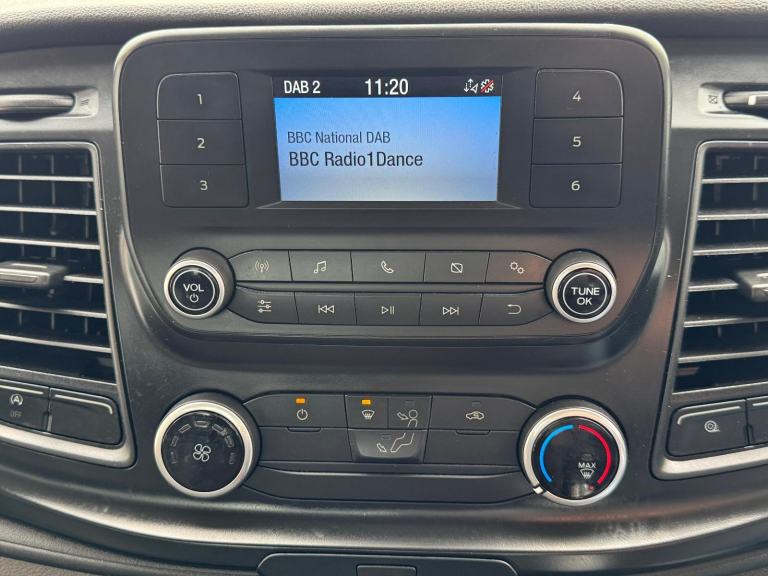 DAB 2 11:20
BBC National DAB
BBC Radio1Dance
1
2
3
4
5
6
VOL
TUNE
OK
A
OFF
MAX